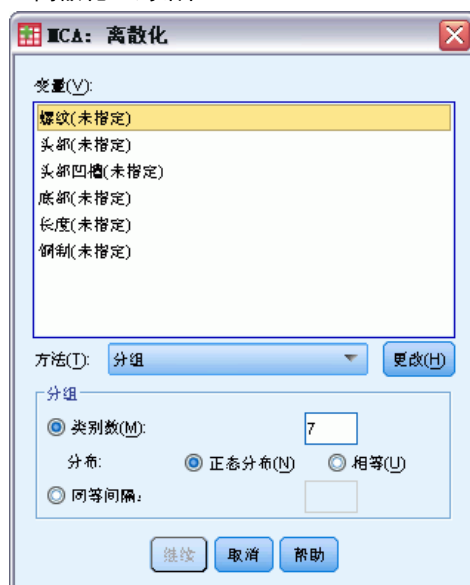 MCA: 离散化
变量(V):
螺纹(未指定)
头部(未指定)
头部凹槽(未指定)
底部(未指定)
长度(未指定)
铜制(未指定)
方法(T): 分组 更改(H)
分组
类别数(M): 7
分布: 正态分布(N) 相等(U)
同等间隔:
继续 取消 帮助